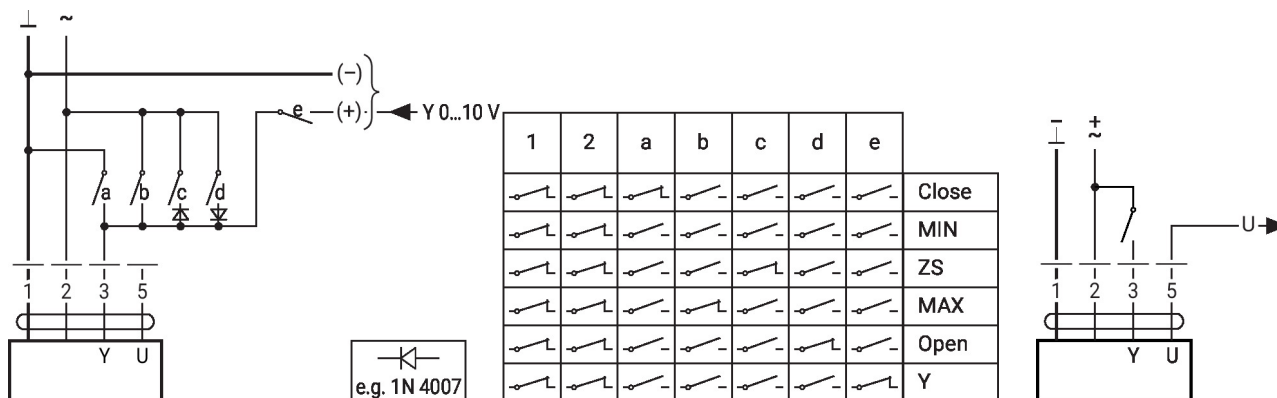 ⊥ ~
(−)
e (+) Y 0...10 V
a b c d
1 2 3 5
Y U
e.g. 1N 4007
1 2 a b c d e
Close
MIN
ZS
MAX
Open
Y
− +
⊥ ~
U
1 2 3 5
Y U